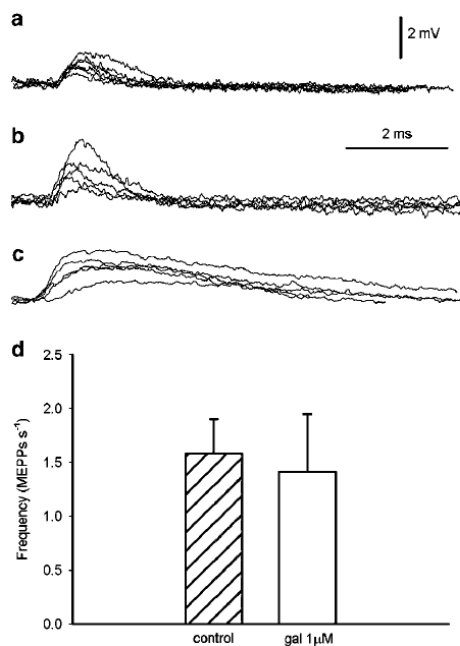 a
2 mV
b
2 ms
c
d
2.5
2.0
1.5
1.0
0.5
0.0
Frequency (MEPPs s⁻¹)
control
gal 1μM